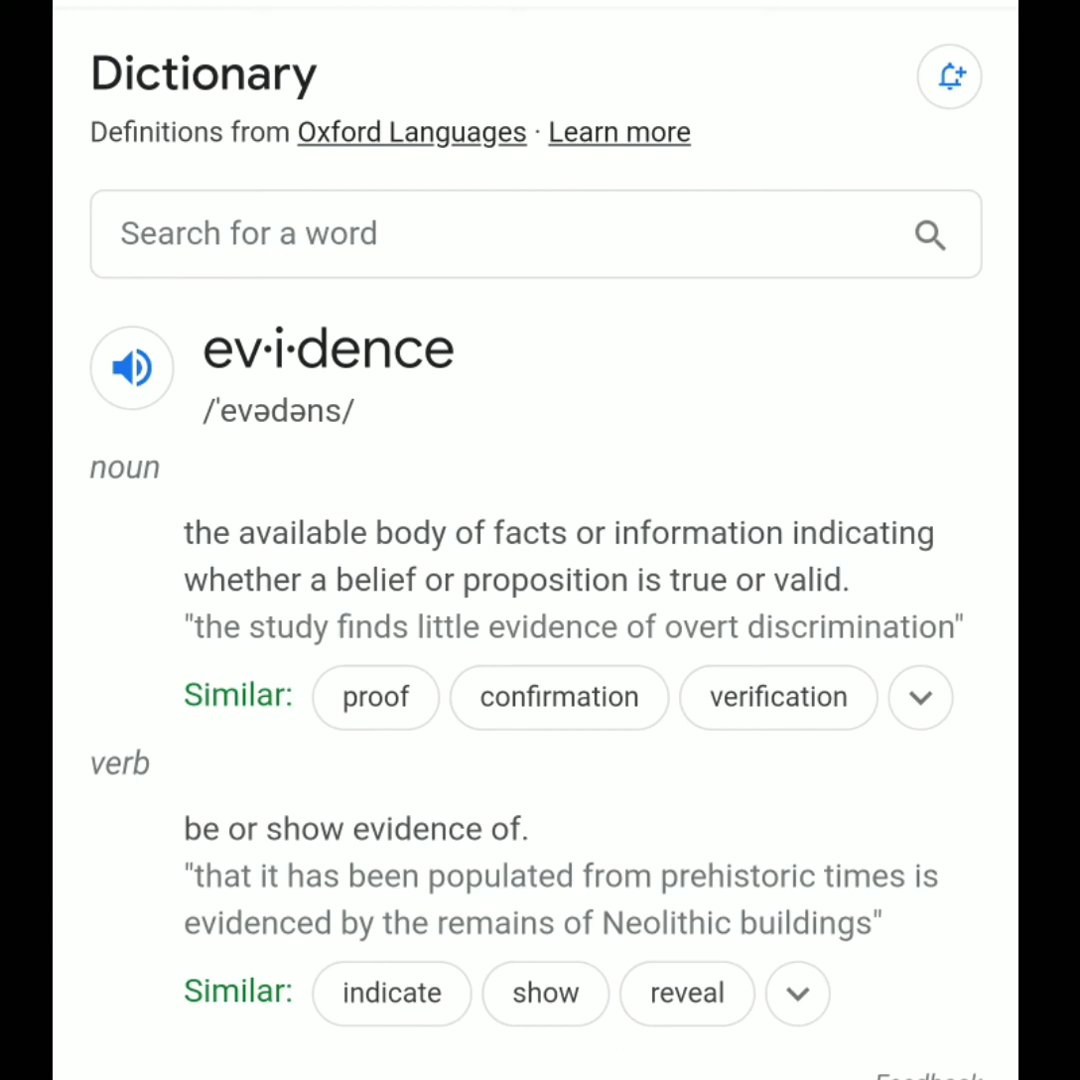 Dictionary
Definitions from Oxford Languages · Learn more
Search for a word
ev·i·dence
/ˈevədəns/
noun
the available body of facts or information indicating
whether a belief or proposition is true or valid.
"the study finds little evidence of overt discrimination"
Similar: proof confirmation verification
verb
be or show evidence of.
"that it has been populated from prehistoric times is
evidenced by the remains of Neolithic buildings"
Similar: indicate show reveal
Feedback